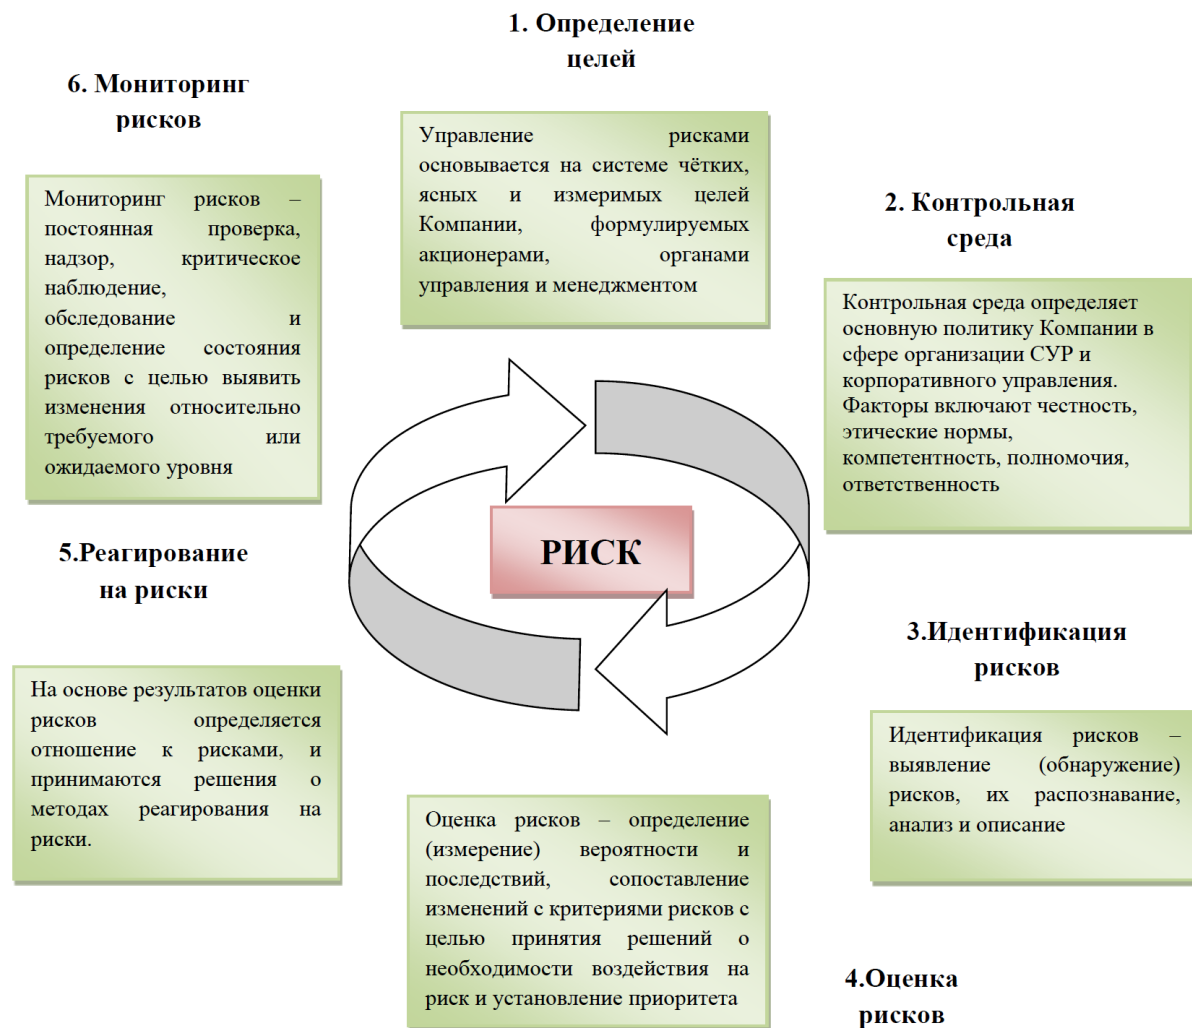 1. Определение
целей
Управление рисками
основывается на системе чётких,
ясных и измеримых целей
Компании, формулируемых
акционерами, органами
управления и менеджментом
2. Контрольная
среда
Контрольная среда определяет
основную политику Компании в
сфере организации СУР и
корпоративного управления.
Факторы включают честность,
этические нормы,
компетентность, полномочия,
ответственность
3.Идентификация
рисков
Идентификация рисков –
выявление (обнаружение)
рисков, их распознавание,
анализ и описание
4.Оценка
рисков
Оценка рисков – определение
(измерение) вероятности и
последствий, сопоставление
изменений с критериями рисков с
целью принятия решений о
необходимости воздействия на
риск и установление приоритета
5.Реагирование
на риски
На основе результатов оценки
рисков определяется
отношение к рисками, и
принимаются решения о
методах реагирования на
риски.
6. Мониторинг
рисков
Мониторинг рисков –
постоянная проверка,
надзор, критическое
наблюдение,
обследование и
определение состояния
рисков с целью выявить
изменения относительно
требуемого или
ожидаемого уровня
РИСК